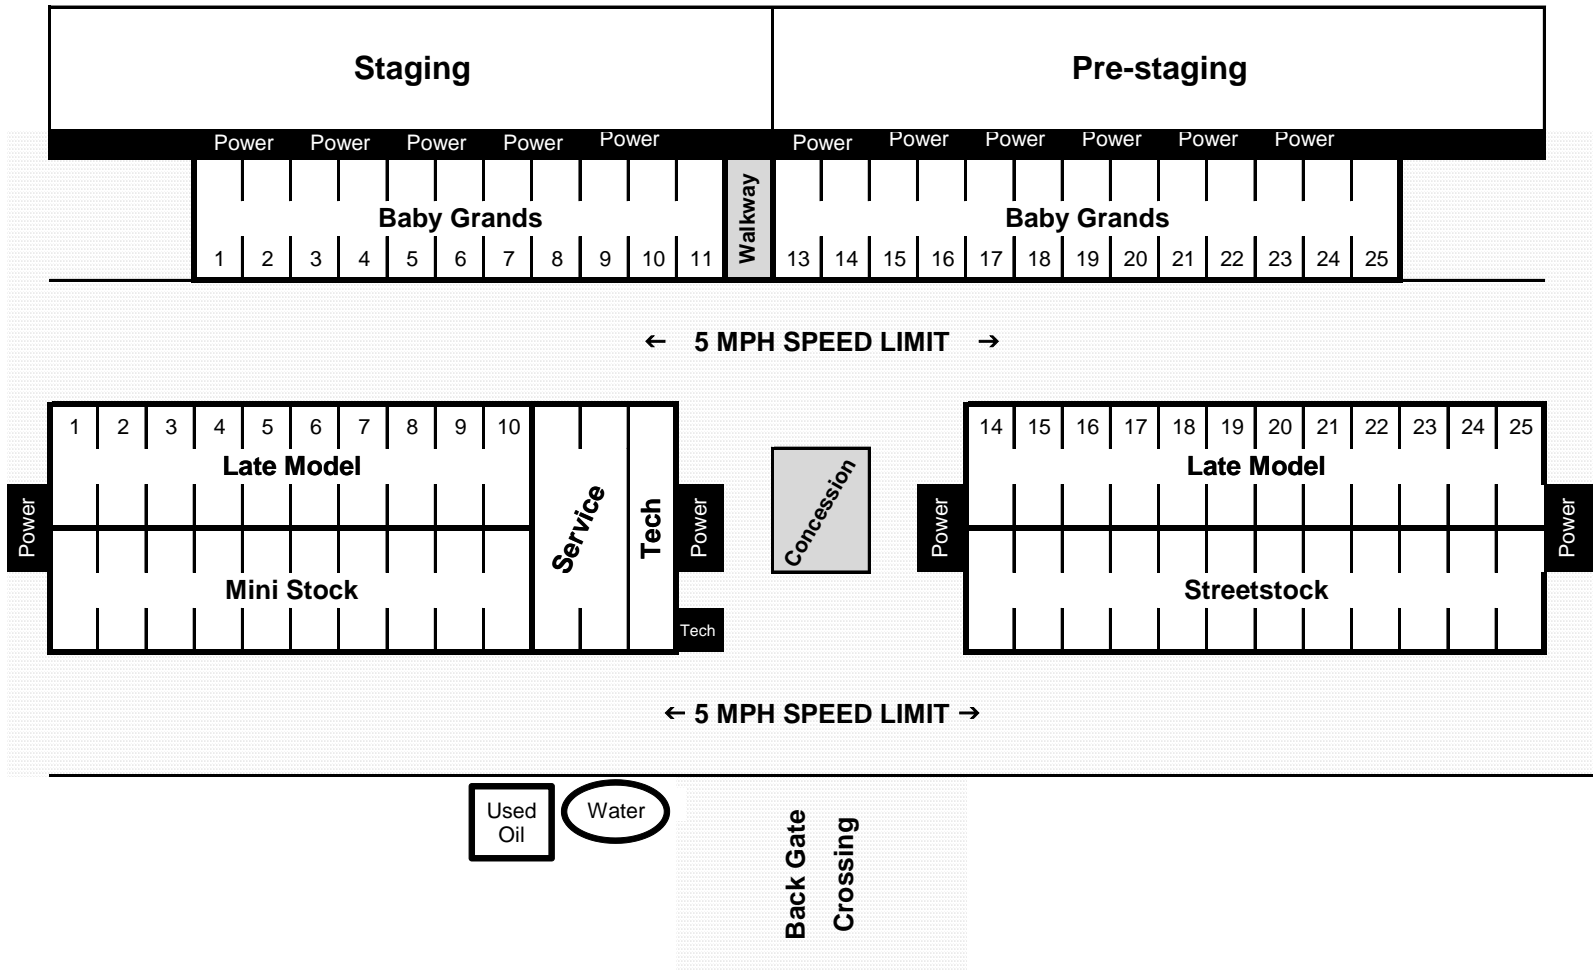 Staging
Pre-staging
Power Power Power Power Power Power Power Power Power Power Power
Baby Grands
Walkway
Baby Grands
1 2 3 4 5 6 7 8 9 10 11 13 14 15 16 17 18 19 20 21 22 23 24 25
← 5 MPH SPEED LIMIT →
1 2 3 4 5 6 7 8 9 10
14 15 16 17 18 19 20 21 22 23 24 25
Late Model
Late Model
Power
Service
Tech
Power
Concession
Power
Power
Mini Stock
Streetstock
Tech
← 5 MPH SPEED LIMIT →
Used
Oil
Water
Back Gate
Crossing